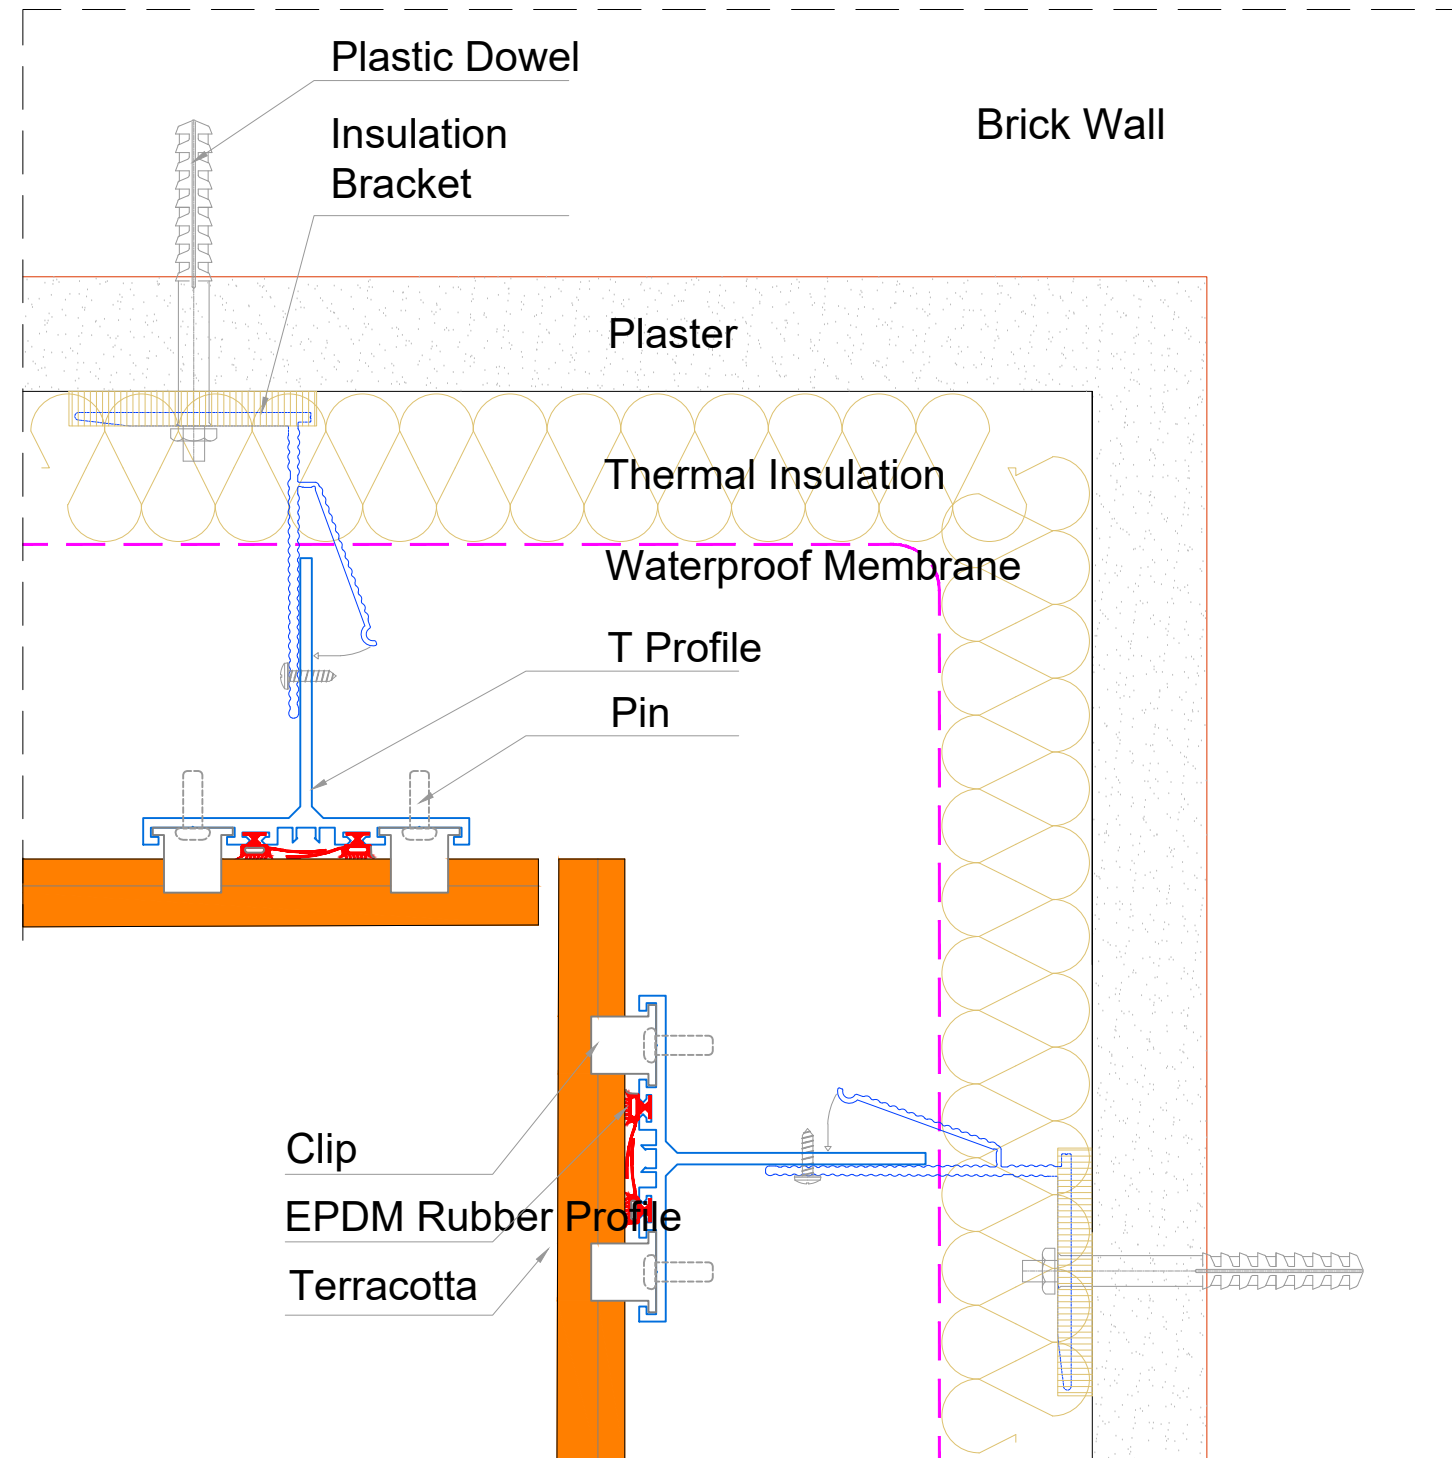 Plastic Dowel
Brick Wall
Insulation
Bracket
Plaster
Thermal Insulation
Waterproof Membrane
T Profile
Pin
Clip
EPDM Rubber Profile
Terracotta